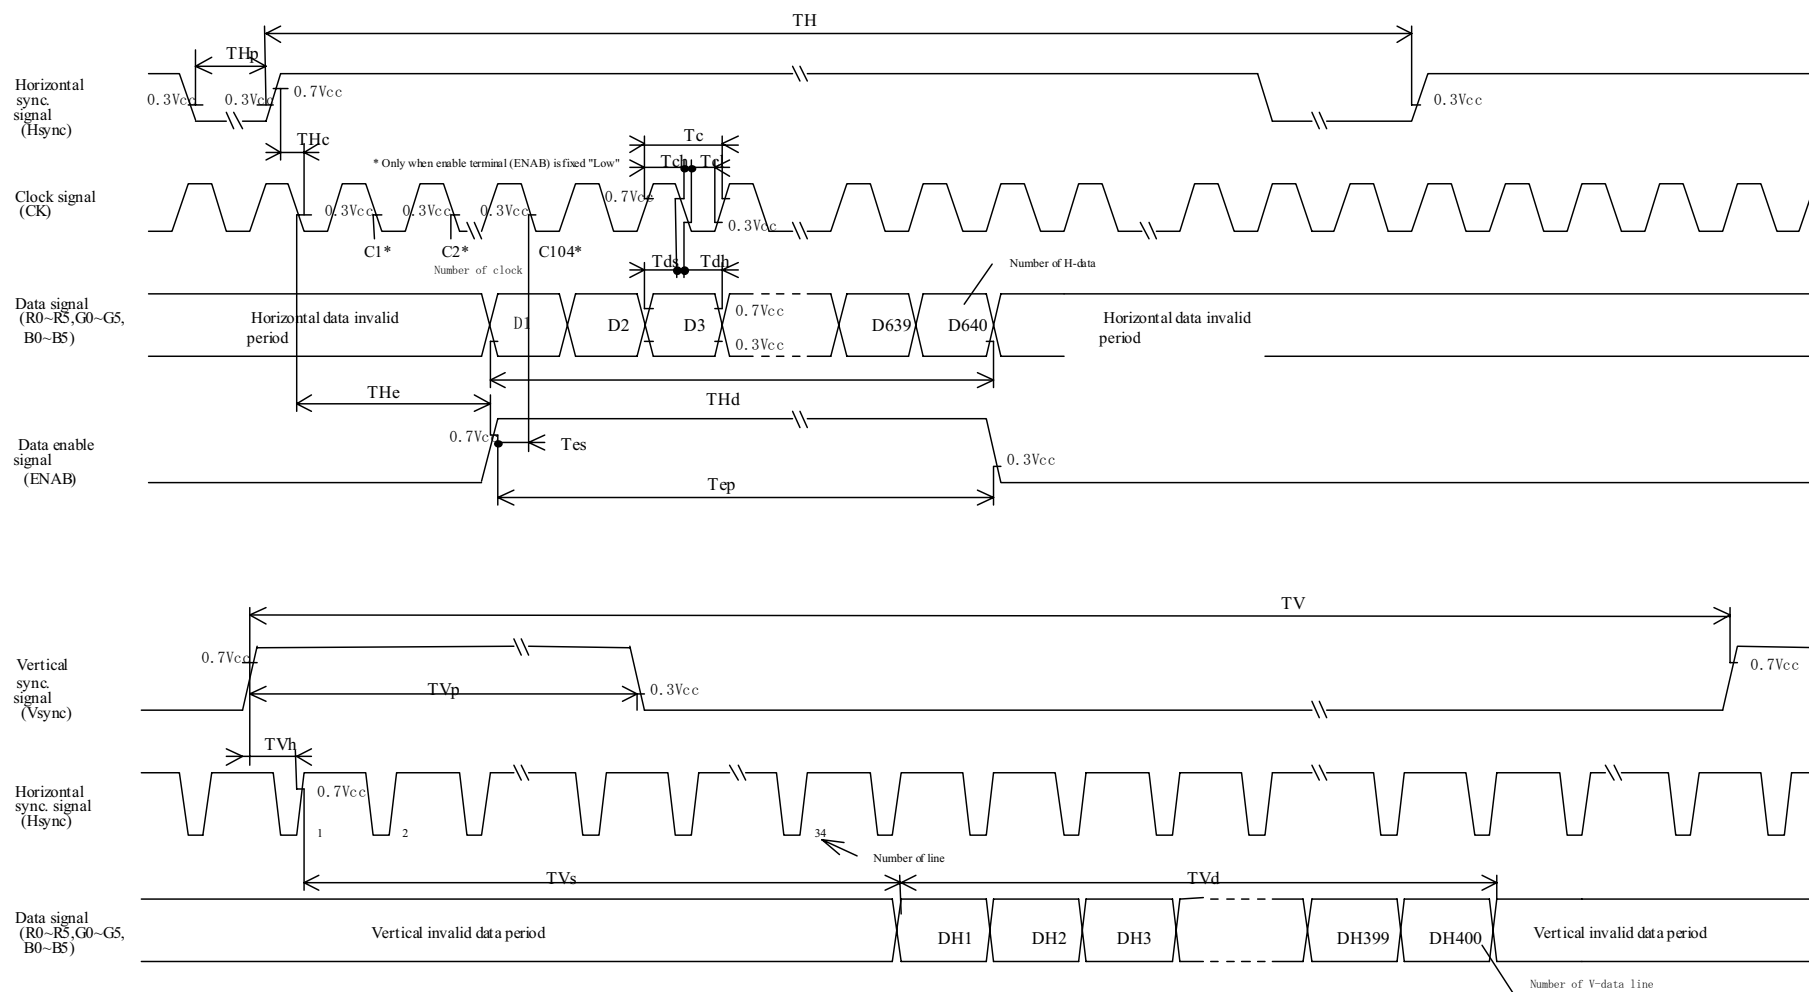 TH
THp
Horizontal
sync.
signal
(Hsync)
0.3Vcc
0.3Vcc
0.7Vcc
0.3Vcc
THc
* Only when enable terminal (ENAB) is fixed "Low"
Tc
Tch
Tcl
Clock signal
(CK)
0.3Vcc
0.3Vcc
0.3Vcc
0.7Vcc
0.3Vcc
C1*
C2*
C104*
Number of clock
Tds
Tdh
Number of H-data
Data signal
(R0~R5,G0~G5,
B0~B5)
Horizontal data invalid
period
D1
D2
D3
0.7Vcc
0.3Vcc
D639
D640
Horizontal data invalid
period
THe
THd
Data enable
signal
(ENAB)
0.7Vcc
Tes
0.3Vcc
Tep
TV
Vertical
sync.
signal
(Vsync)
0.7Vcc
TVp
0.3Vcc
0.7Vcc
TVh
Horizontal
sync. signal
(Hsync)
0.7Vcc
1
2
34
Number of line
TVs
TVd
Data signal
(R0~R5,G0~G5,
B0~B5)
Vertical invalid data period
DH1
DH2
DH3
DH399
DH400
Vertical invalid data period
Number of V-data line